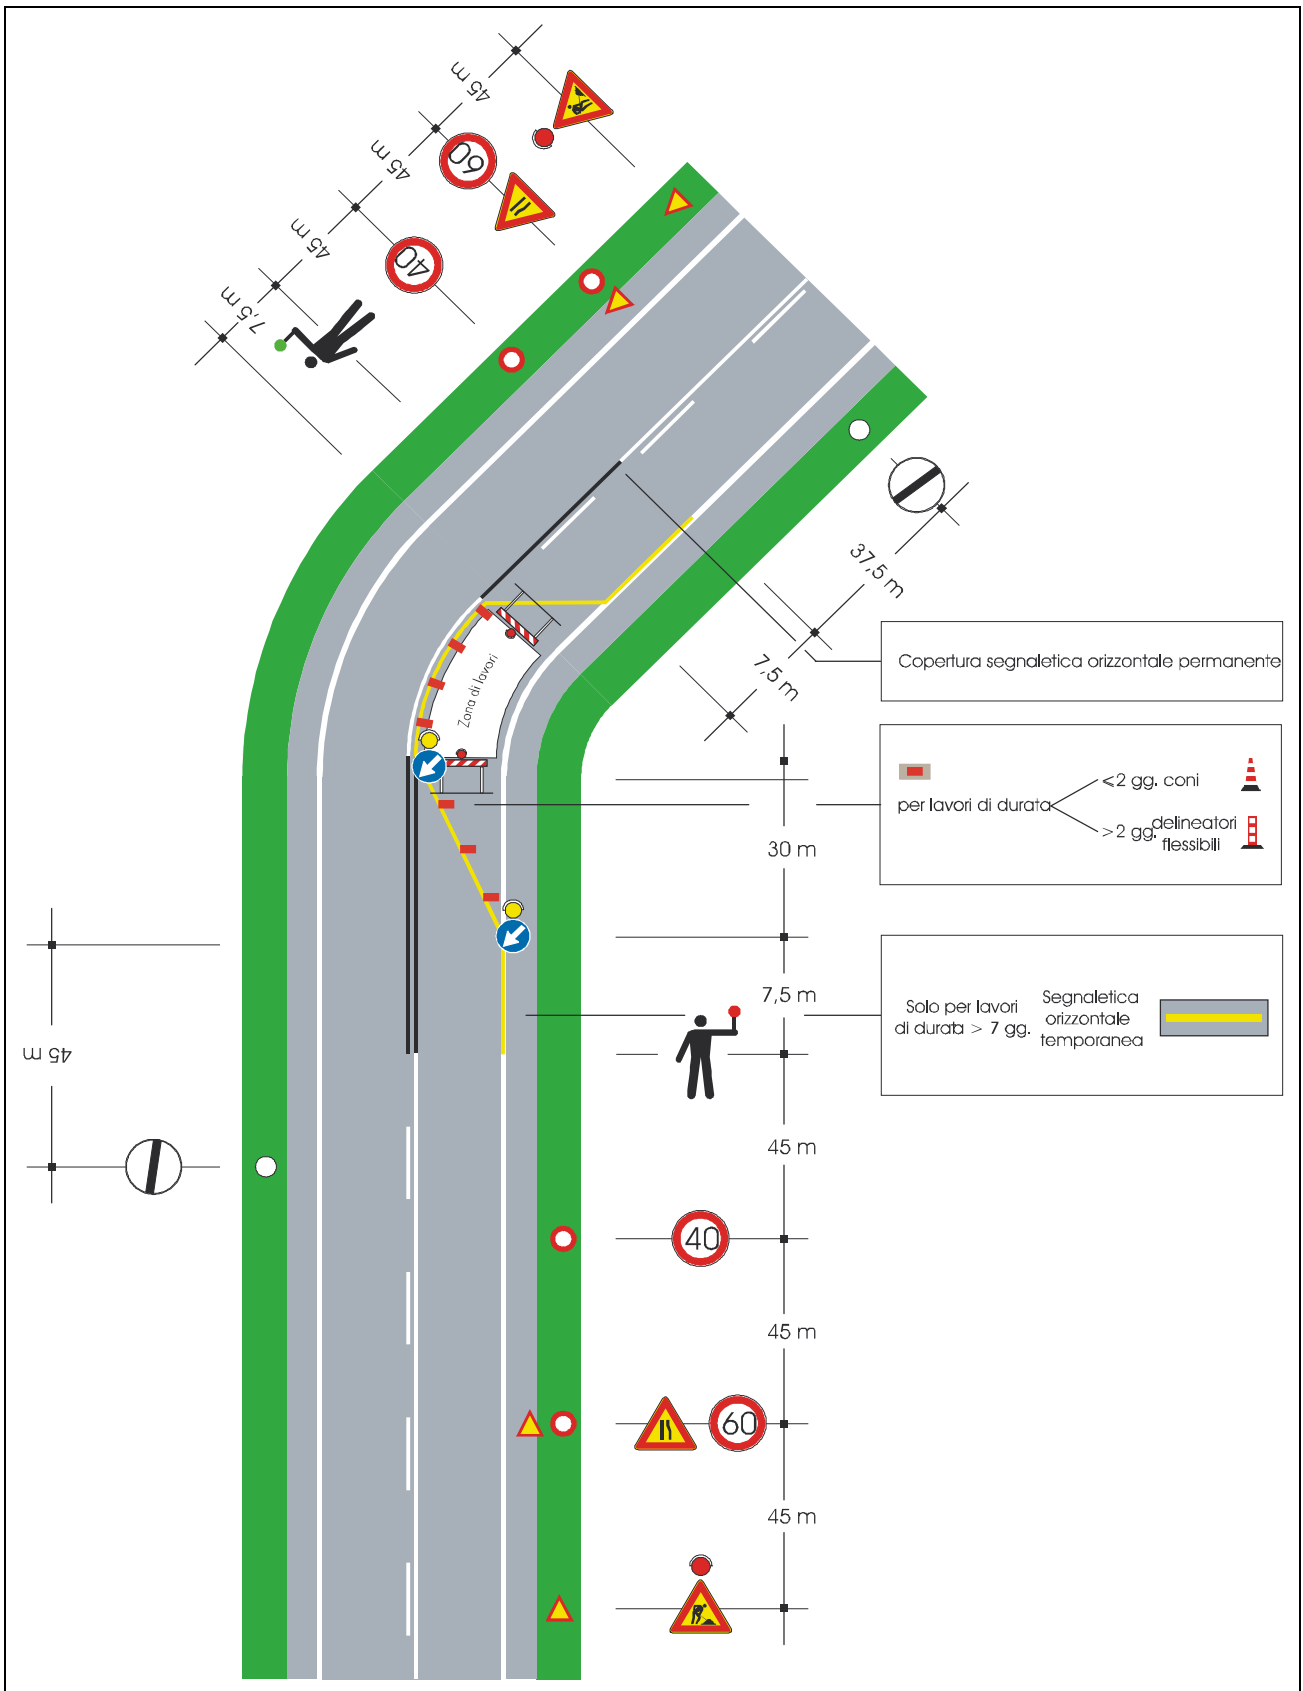 45 m
60
45 m
40
45 m
7,5 m
37,5 m
7,5 m
Copertura segnaletica orizzontale permanente
Zona di lavori
per lavori di durata
<2 gg. coni
>2 gg. delineatori
flessibili
30 m
7,5 m
Solo per lavori
di durata > 7 gg.
Segnaletica
orizzontale
temporanea
45 m
45 m
40
45 m
60
45 m